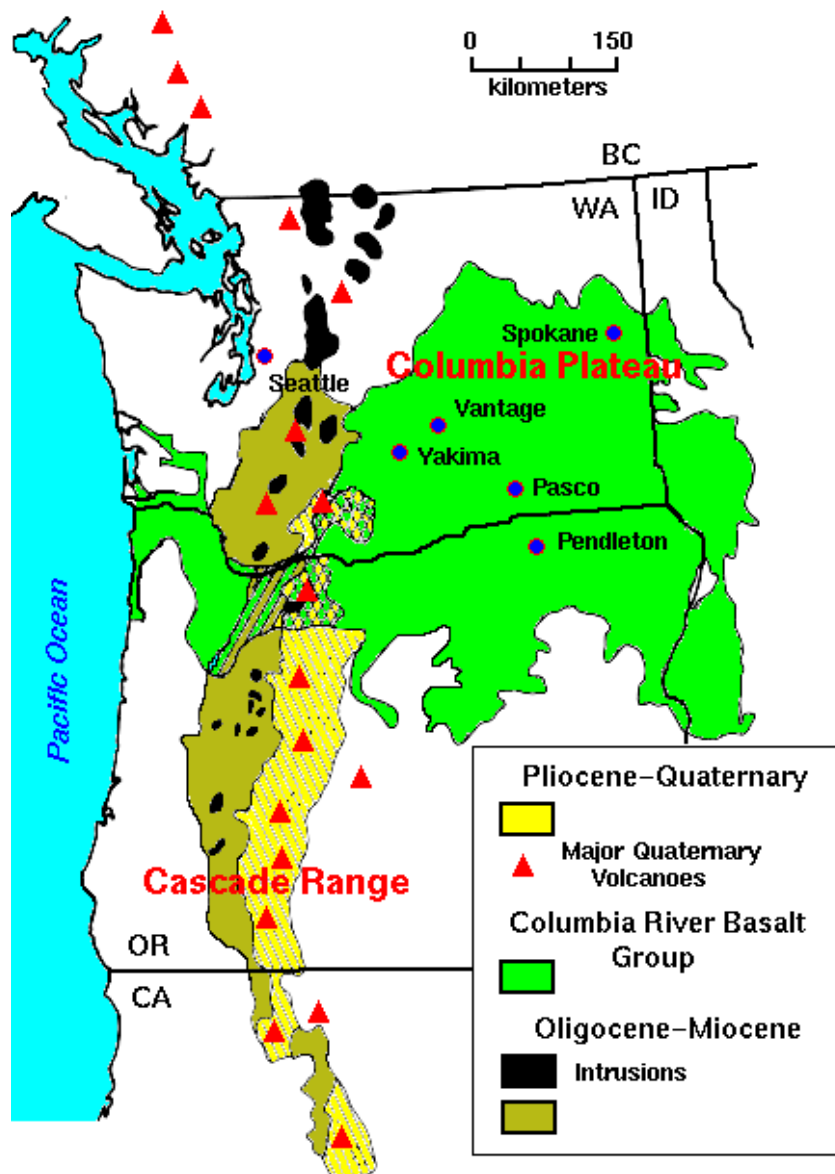 0 150
kilometers
BC
WA ID
Spokane
Columbia Plateau
Seattle
Vantage
Yakima
Pasco
Pendleton
Pacific Ocean
Cascade Range
OR
CA
Pliocene-Quaternary
Major Quaternary
Volcanoes
Columbia River Basalt
Group
Oligocene-Miocene
Intrusions